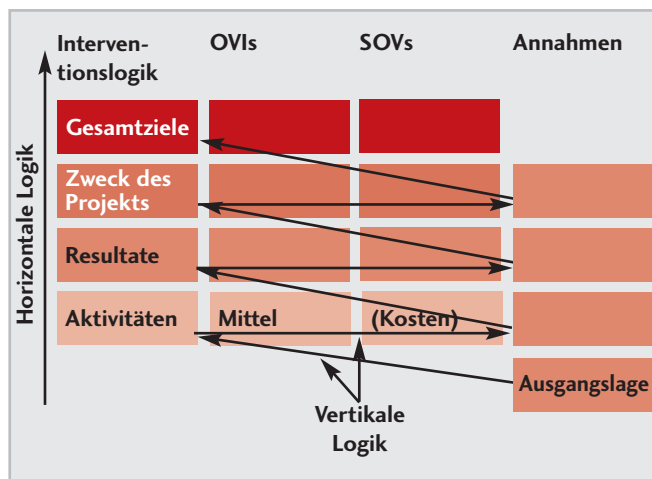 Interven-
tionslogik
OVIs
SOVs
Annahmen
Horizontale Logik
Gesamtziele
Zweck des
Projekts
Resultate
Aktivitäten
Mittel
(Kosten)
Ausgangslage
Vertikale
Logik